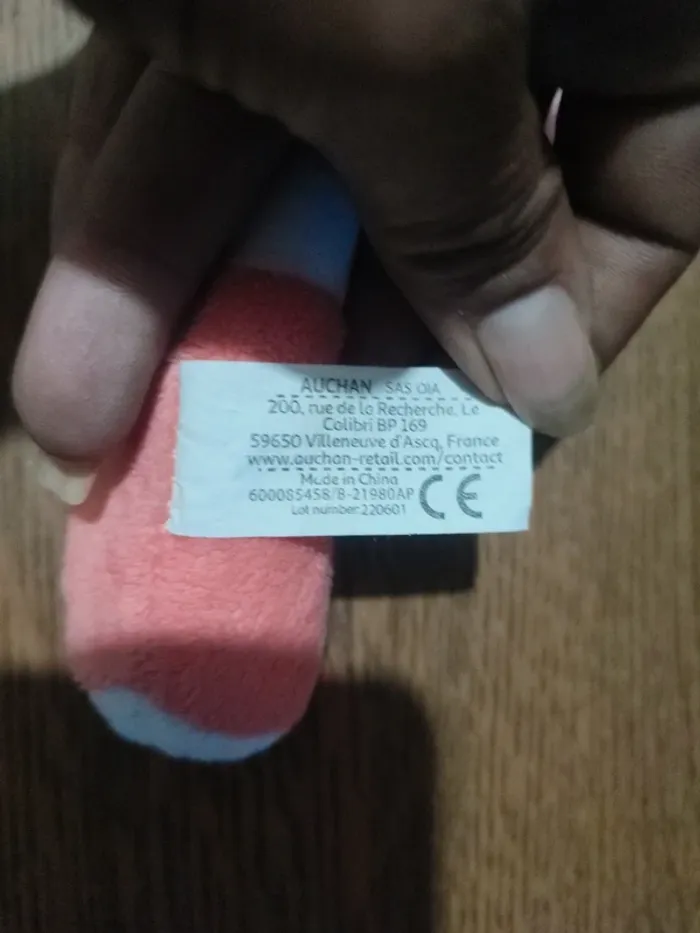 AUCHAN SAS OIA
200, rue de la Recherche, Le
Colibri BP 169
59650 Villeneuve d'Ascq, France
www.auchan-retail.com/contact
Made in China
600085458/8-21980AP
Lot number: 220601
CE